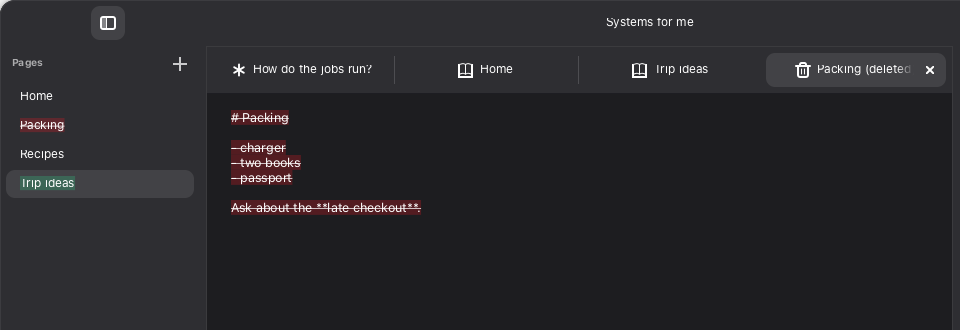 Systems for me
Pages
How do the jobs run?
Home
Trip ideas
Packing (deleted
Home
Packing
Recipes
Trip ideas
# Packing
- charger
- two books
- passport
Ask about the **late checkout**.